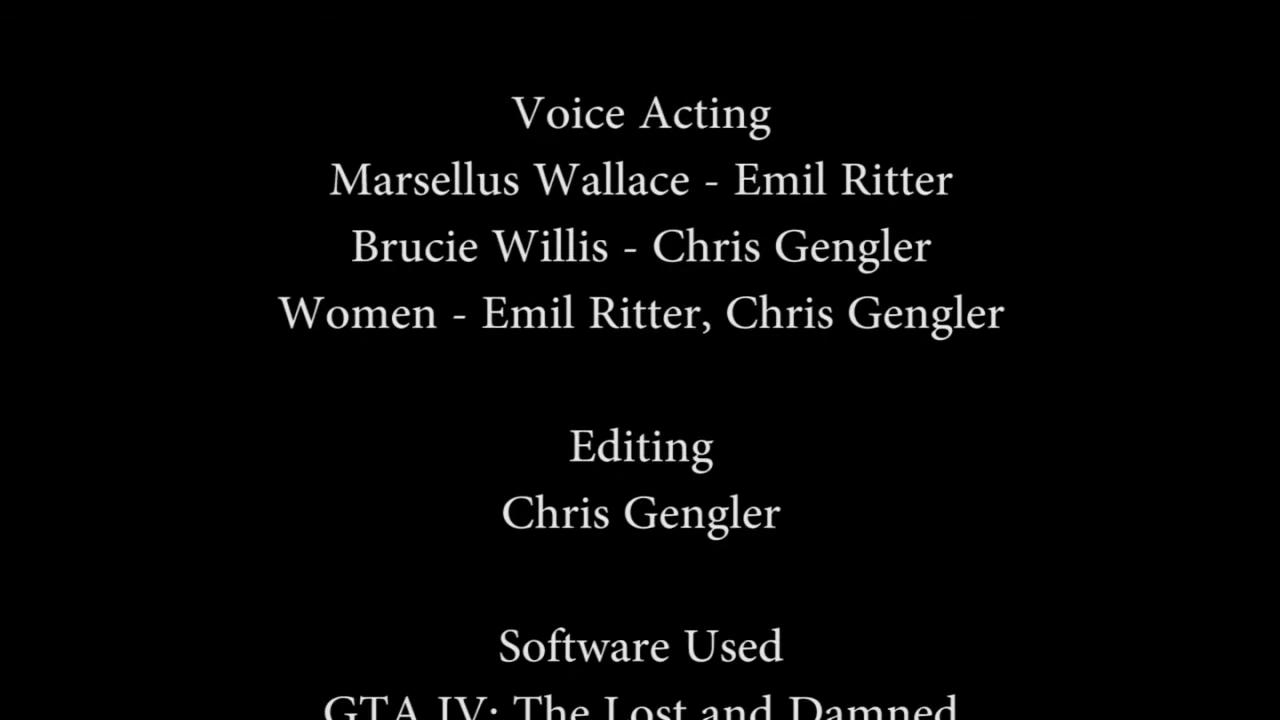 Voice Acting
Marsellus Wallace - Emil Ritter
Brucie Willis - Chris Gengler
Women - Emil Ritter, Chris Gengler
Editing
Chris Gengler
Software Used
GTA IV: The Lost and Damned